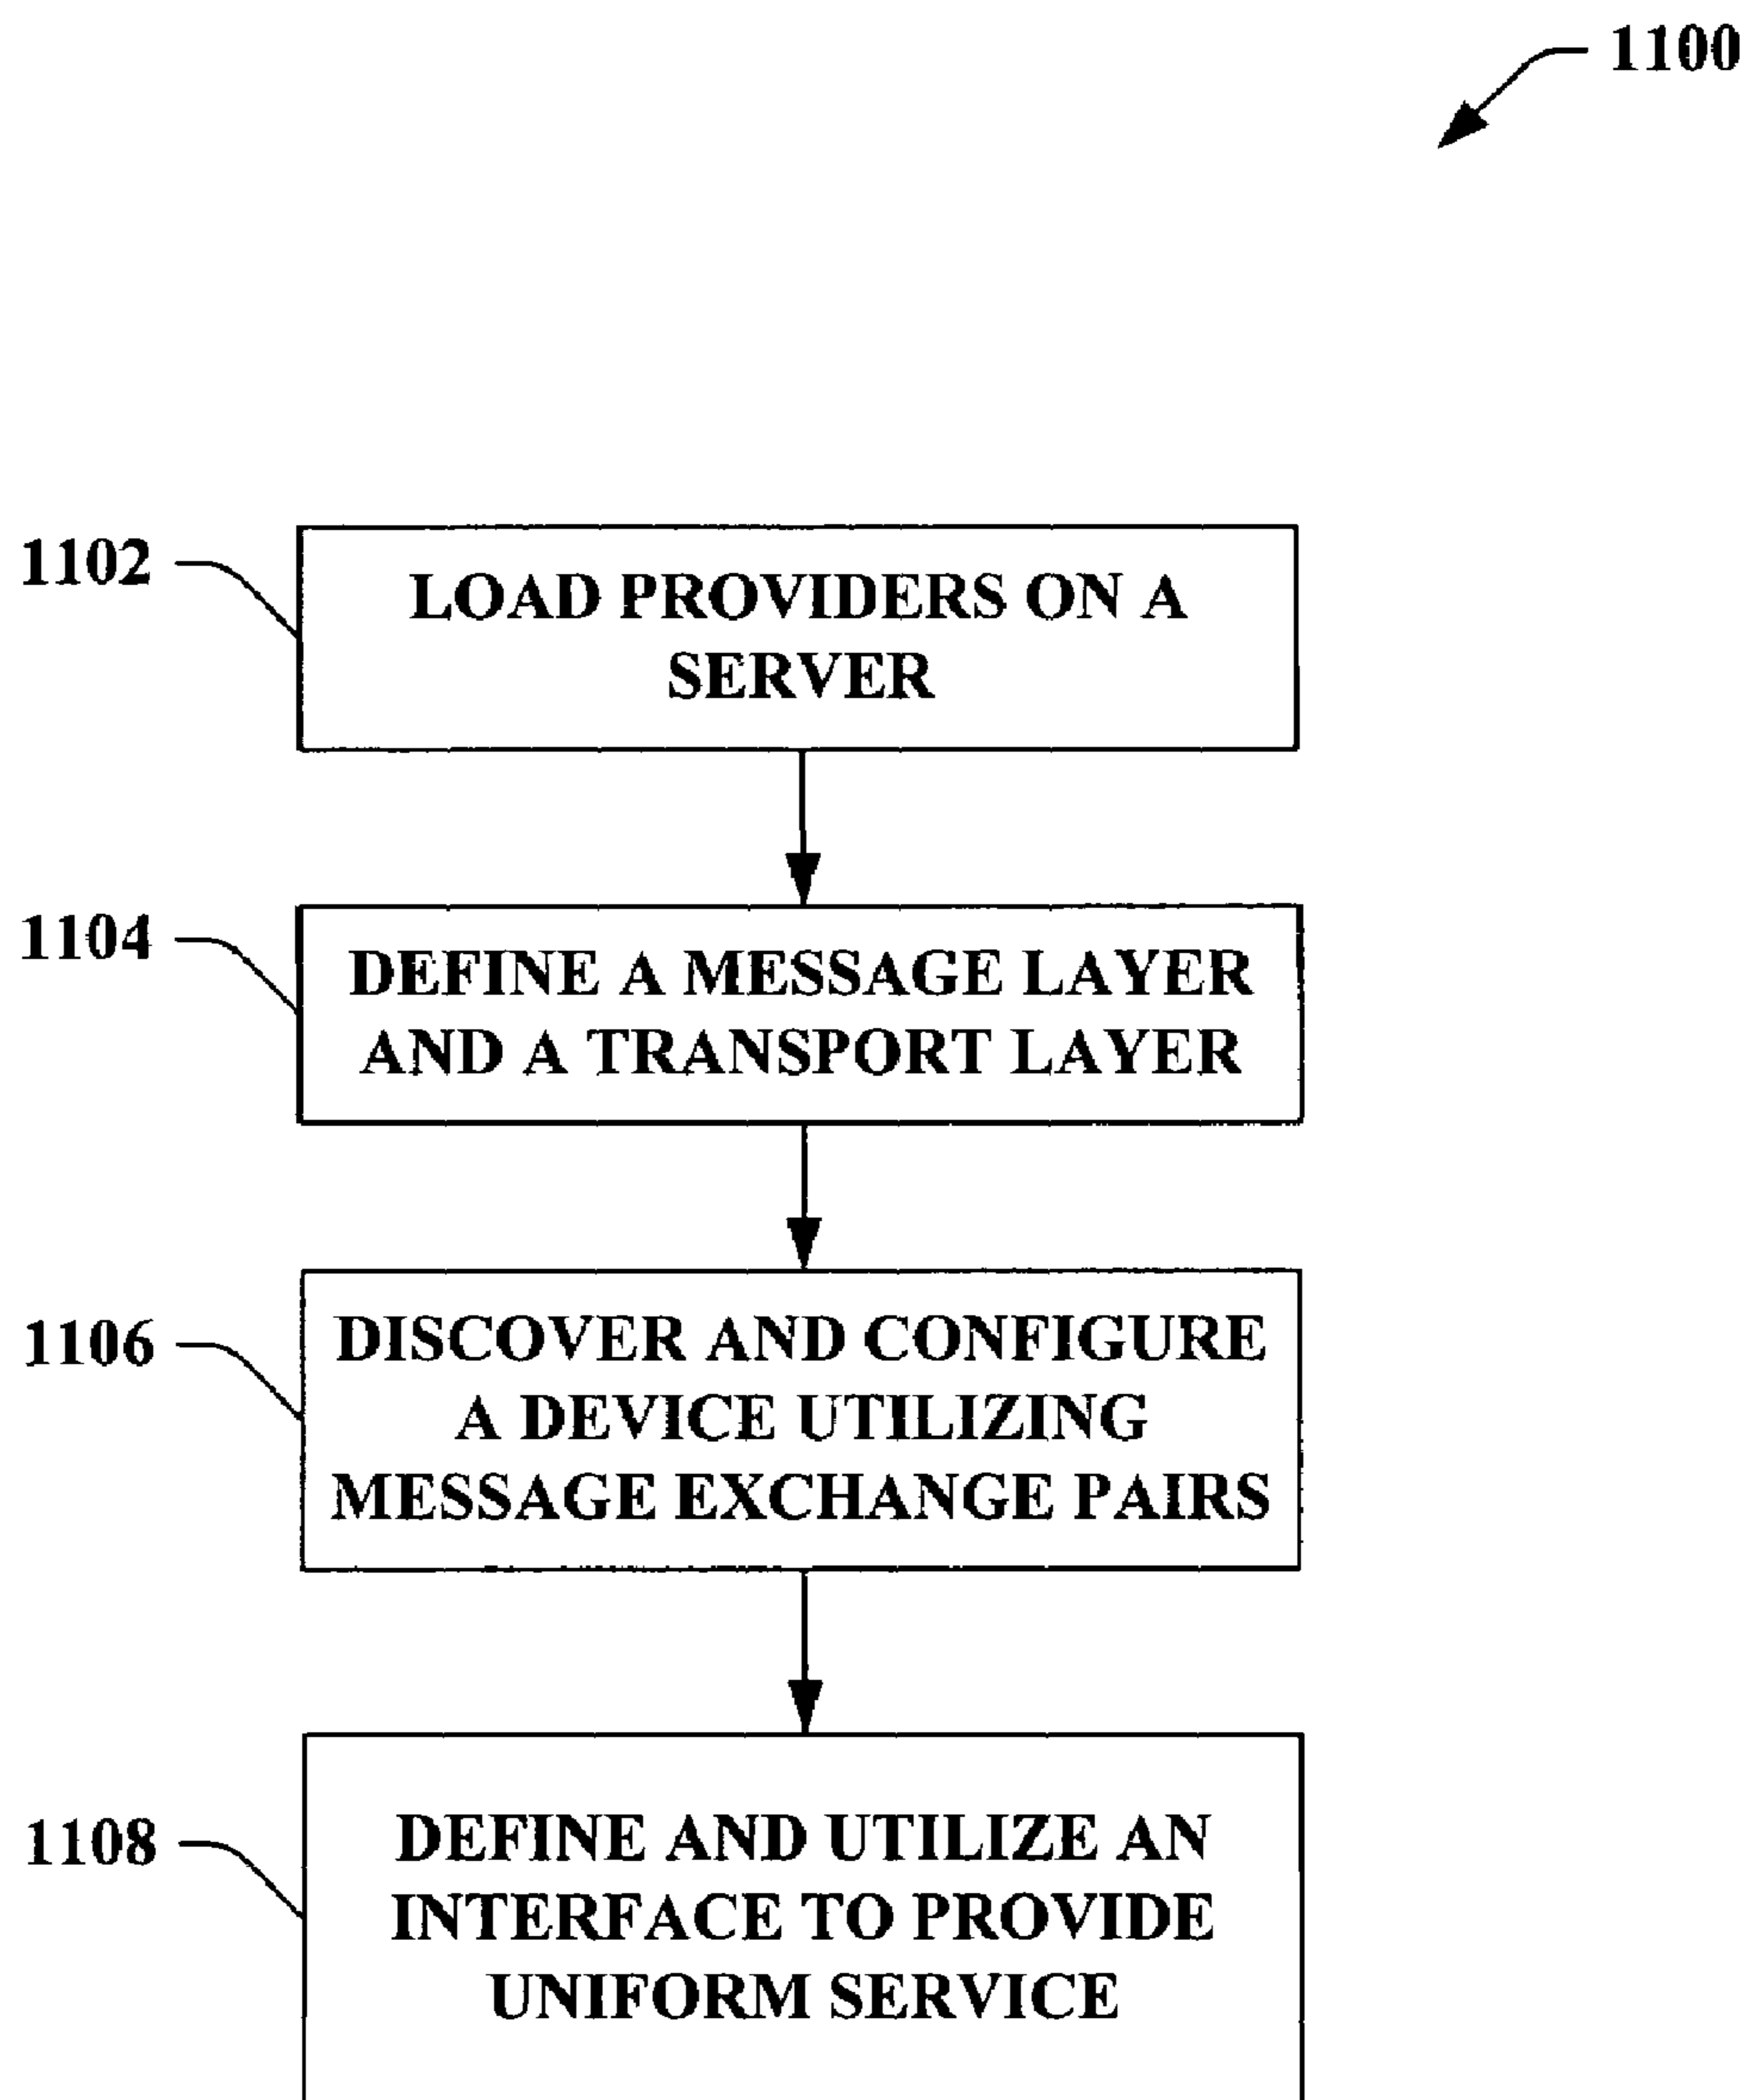 1100
1102
LOAD PROVIDERS ON A
SERVER
1104
DEFINE A MESSAGE LAYER
AND A TRANSPORT LAYER
1106
DISCOVER AND CONFIGURE
A DEVICE UTILIZING
MESSAGE EXCHANGE PAIRS
1108
DEFINE AND UTILIZE AN
INTERFACE TO PROVIDE
UNIFORM SERVICE